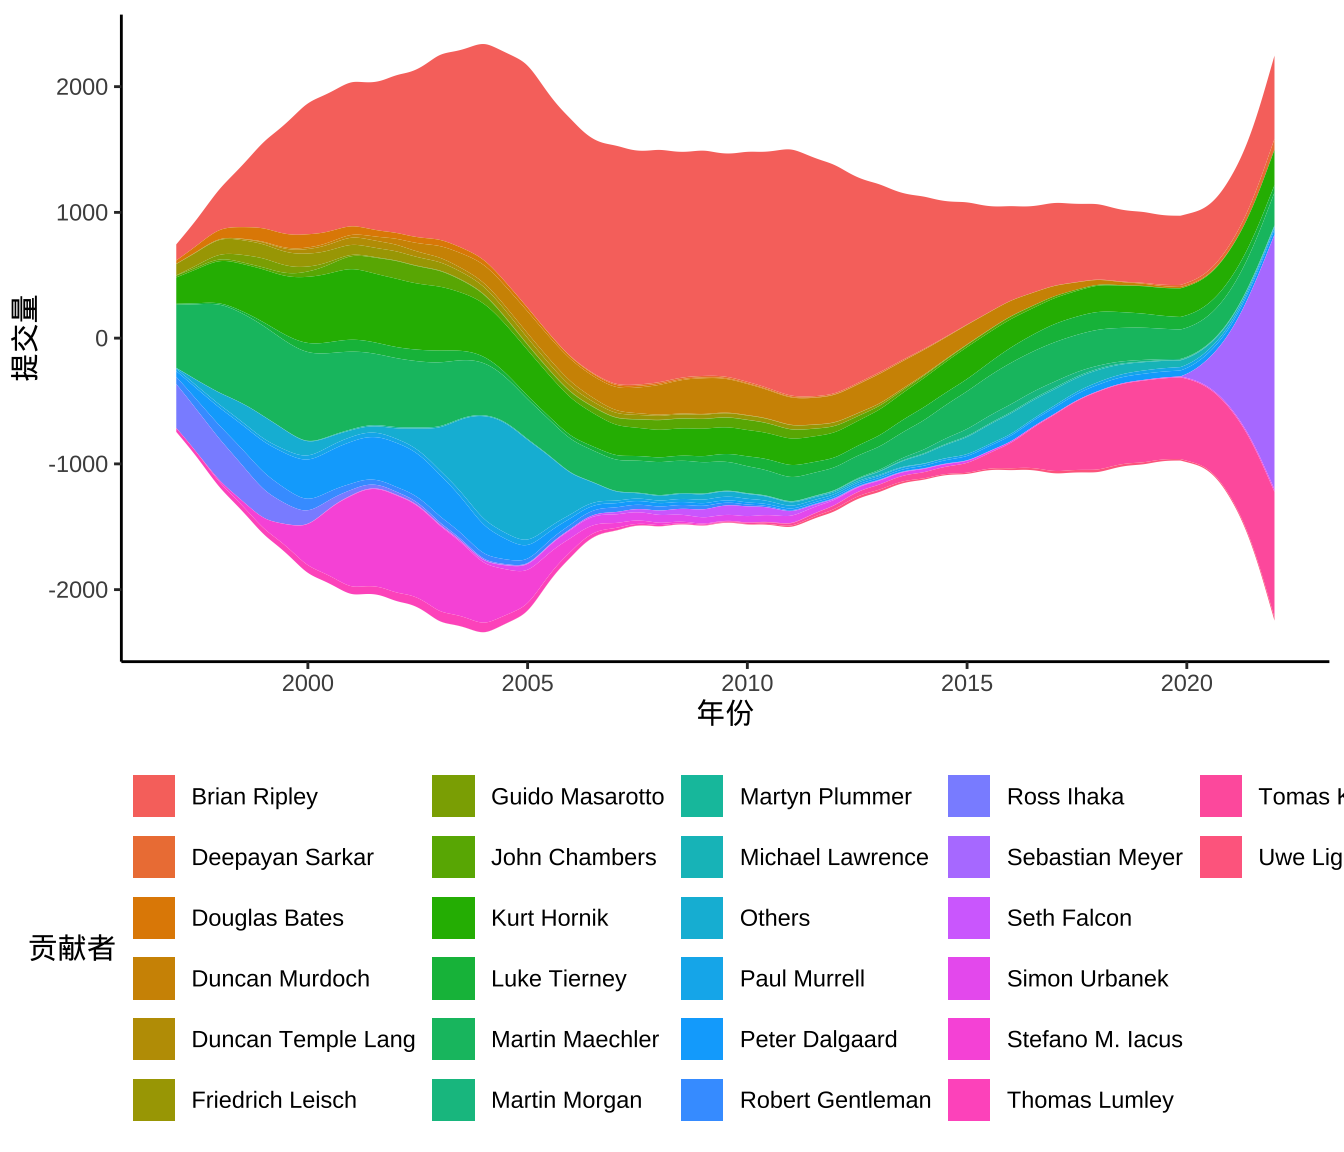 2000
1000
0
-1000
-2000
提交量
2000 2005 2010 2015 2020
年份
贡献者
Brian Ripley
Deepayan Sarkar
Douglas Bates
Duncan Murdoch
Duncan Temple Lang
Friedrich Leisch
Guido Masarotto
John Chambers
Kurt Hornik
Luke Tierney
Martin Maechler
Martin Morgan
Martyn Plummer
Michael Lawrence
Others
Paul Murrell
Peter Dalgaard
Robert Gentleman
Ross Ihaka
Sebastian Meyer
Seth Falcon
Simon Urbanek
Stefano M. Iacus
Thomas Lumley
Tomas
Uwe Lig